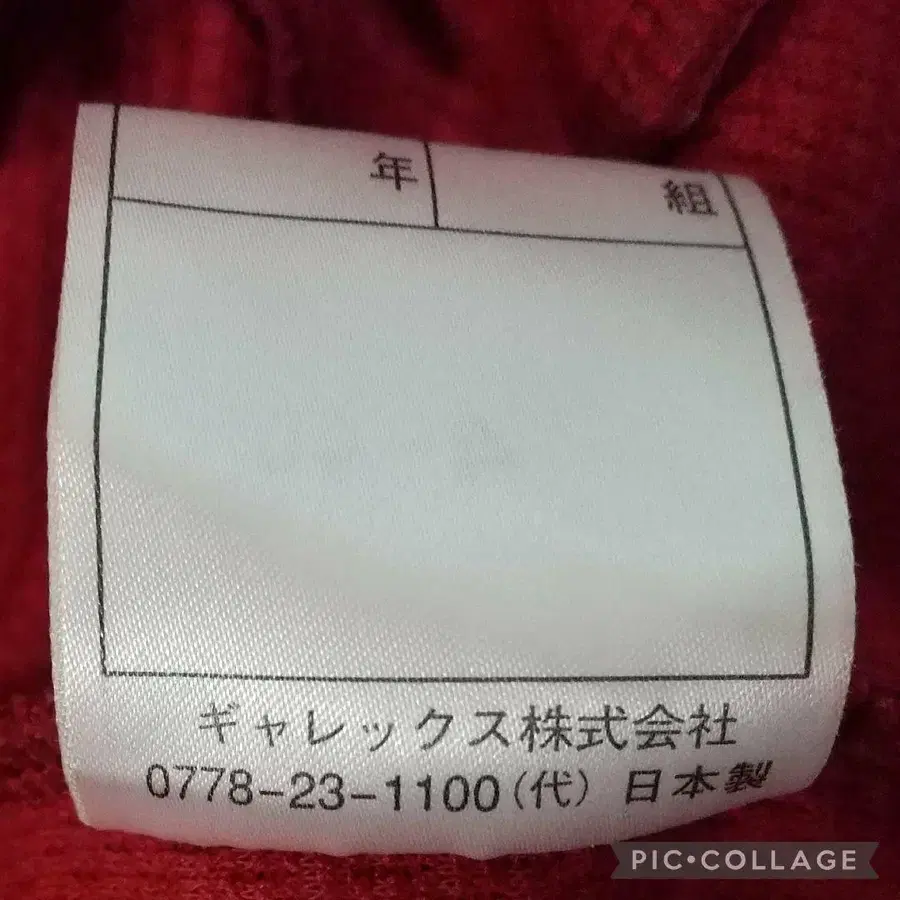 年 組
ギャレックス株式会社
0778-23-1100(代) 日本製
PIC•COLLAGE